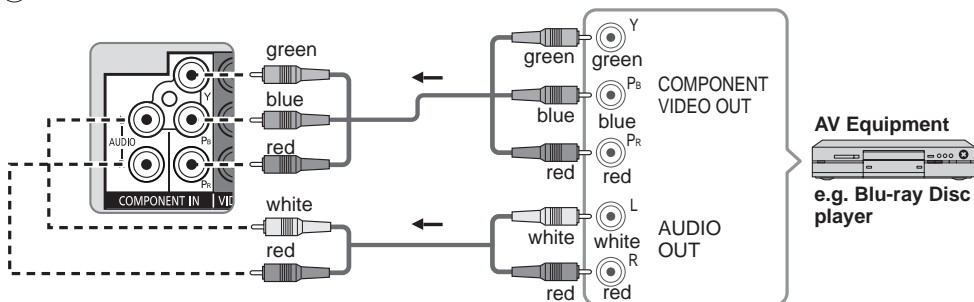 green
blue
red
Y
PB
PR
AUDIO
COMPONENT IN
VID
white
red
green
blue
red
white
red
Y
green
PB
blue
PR
red
COMPONENT
VIDEO OUT
L
white
R
red
AUDIO
OUT
AV Equipment
e.g. Blu-ray Disc
player